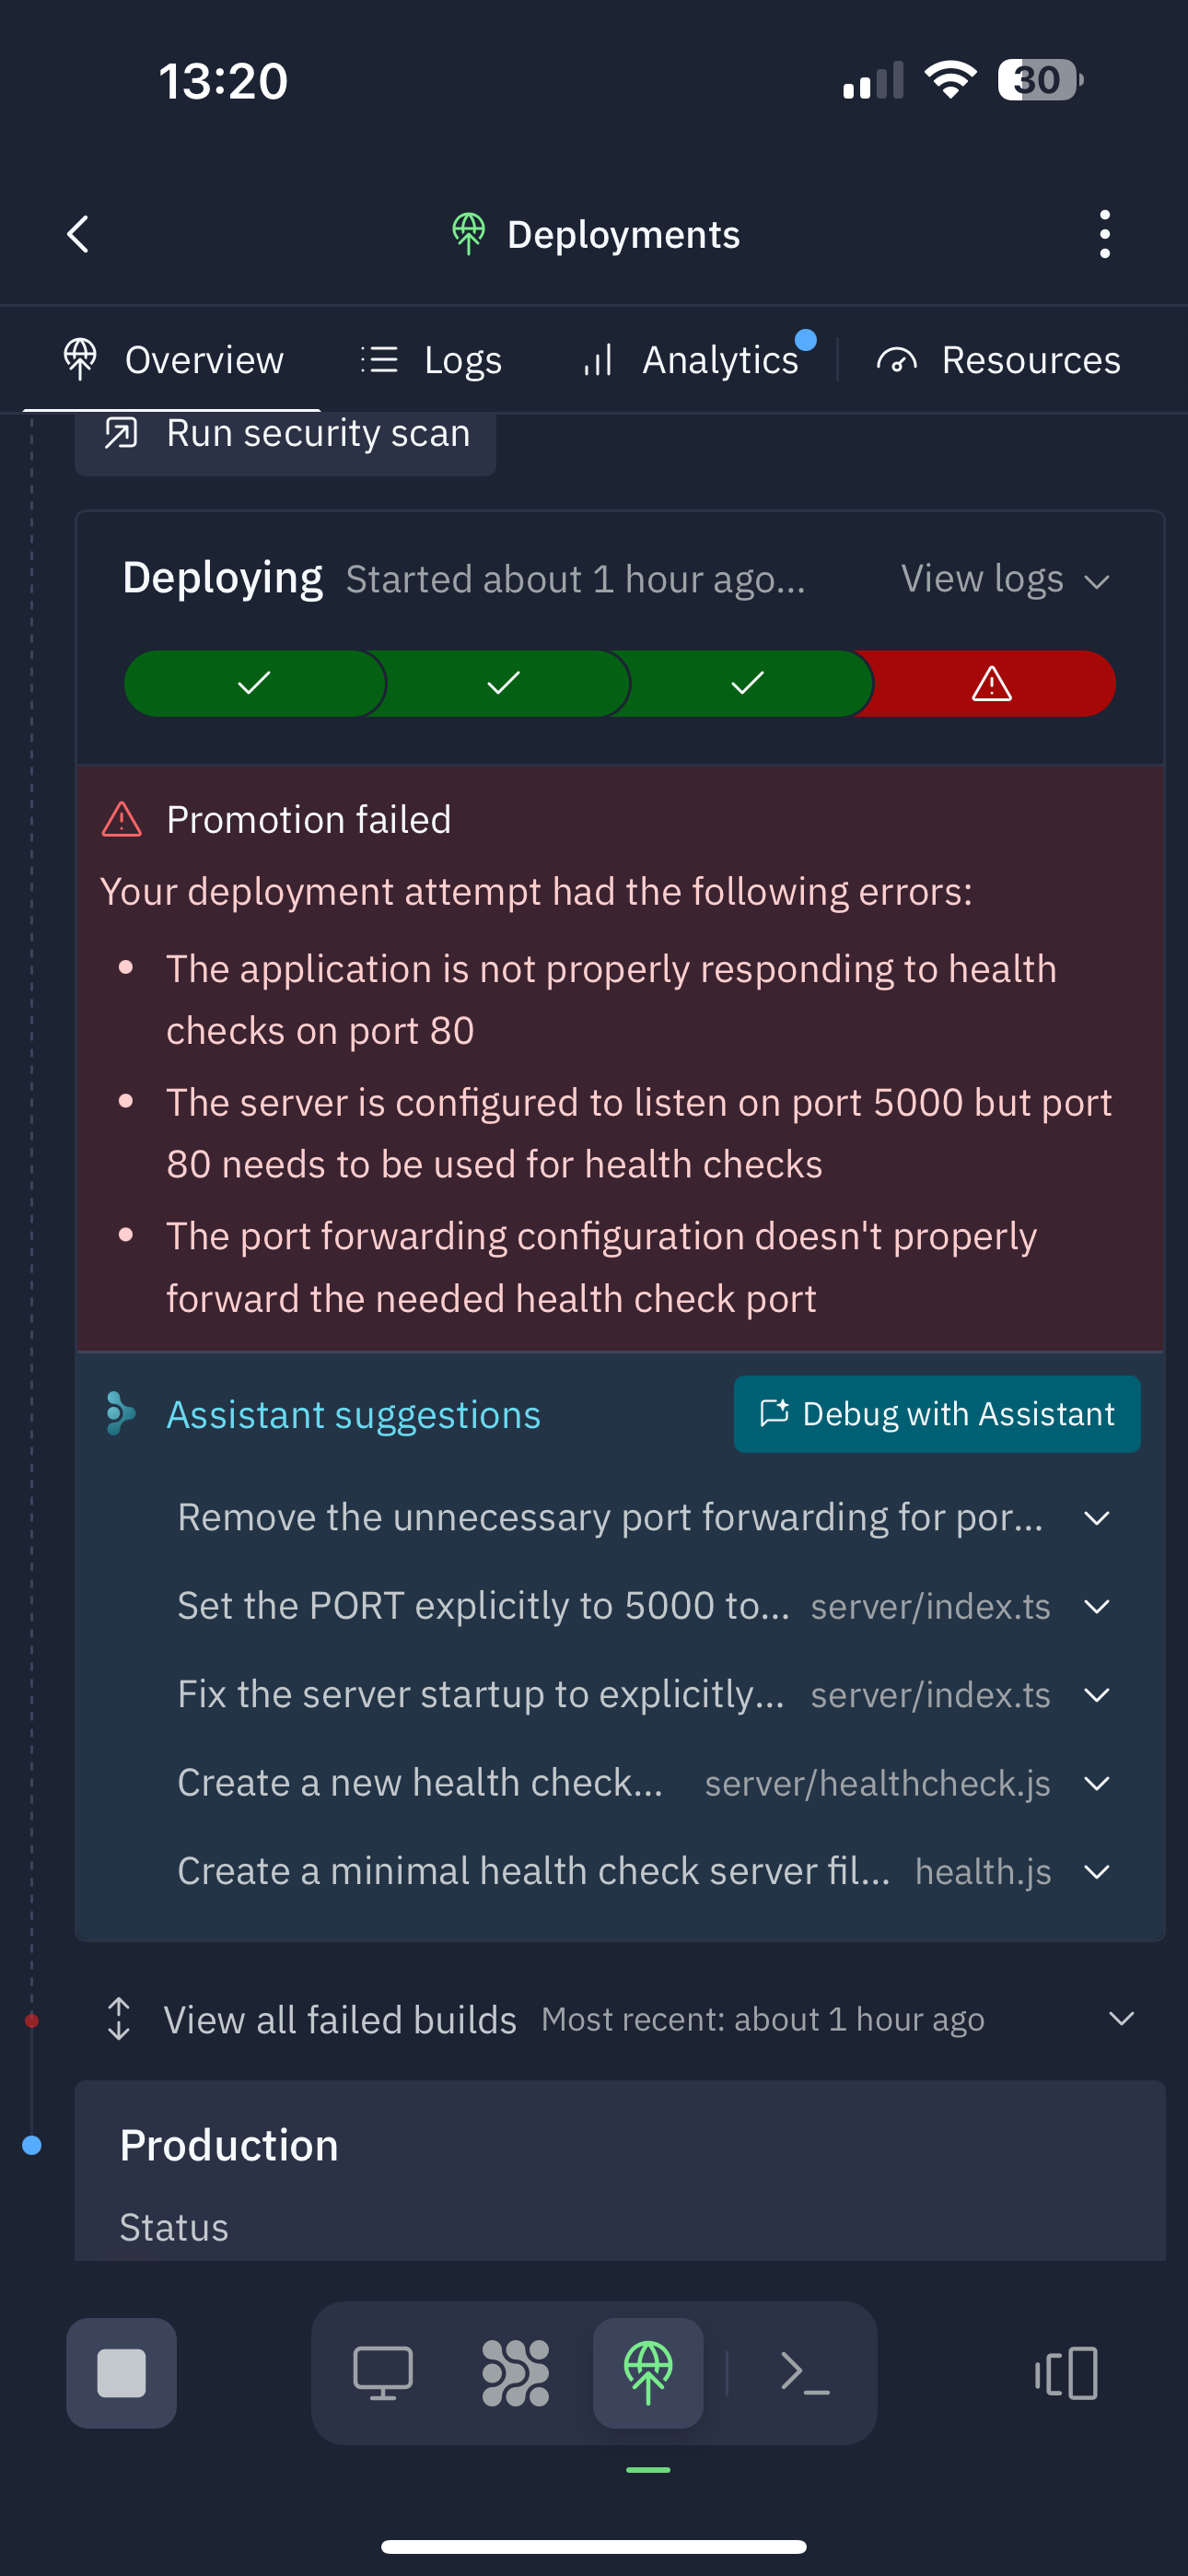 13:20
30
Deployments
Overview
Logs
Analytics
Resources
Run security scan
Deploying Started about 1 hour ago... View logs
Promotion failed
Your deployment attempt had the following errors:
• The application is not properly responding to health
checks on port 80
• The server is configured to listen on port 5000 but port
80 needs to be used for health checks
• The port forwarding configuration doesn't properly
forward the needed health check port
Assistant suggestions
Debug with Assistant
Remove the unnecessary port forwarding for por...
Set the PORT explicitly to 5000 to... server/index.ts
Fix the server startup to explicitly... server/index.ts
Create a new health check... server/healthcheck.js
Create a minimal health check server fil... health.js
View all failed builds Most recent: about 1 hour ago
Production
Status